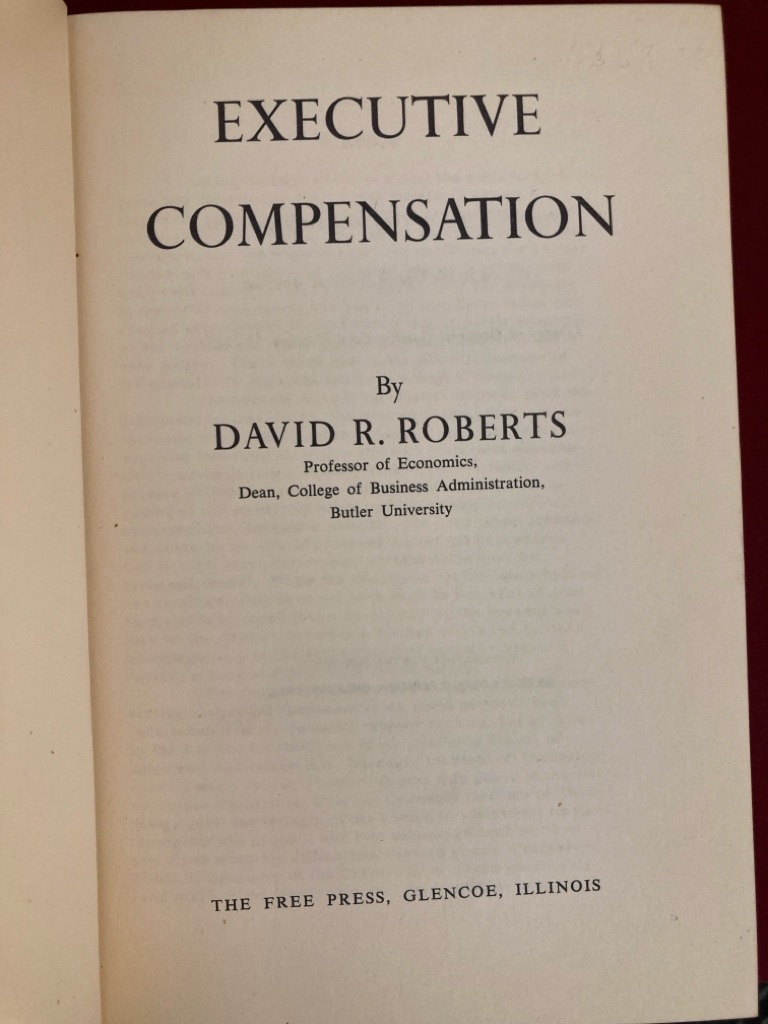 EXECUTIVE
COMPENSATION
By
DAVID R. ROBERTS
Professor of Economics,
Dean, College of Business Administration,
Butler University
THE FREE PRESS, GLENCOE, ILLINOIS